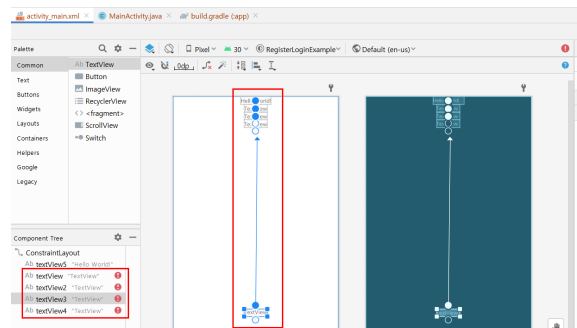 activity_main.xml × MainActivity.java × build.gradle (:app) ×
Palette
Pixel 30 RegisterLoginExample Default (en-us)
Common
Text
Buttons
Widgets
Layouts
Containers
Helpers
Google
Legacy
Ab TextView
Button
ImageView
RecyclerView
<> <fragment>
ScrollView
Switch
0dp
TextView
TextView
Component Tree
ConstraintLayout
Ab textView5 "Hello World!"
Ab textView "TextView"
Ab textView2 "TextView"
Ab textView3 "TextView"
Ab textView4 "TextView"